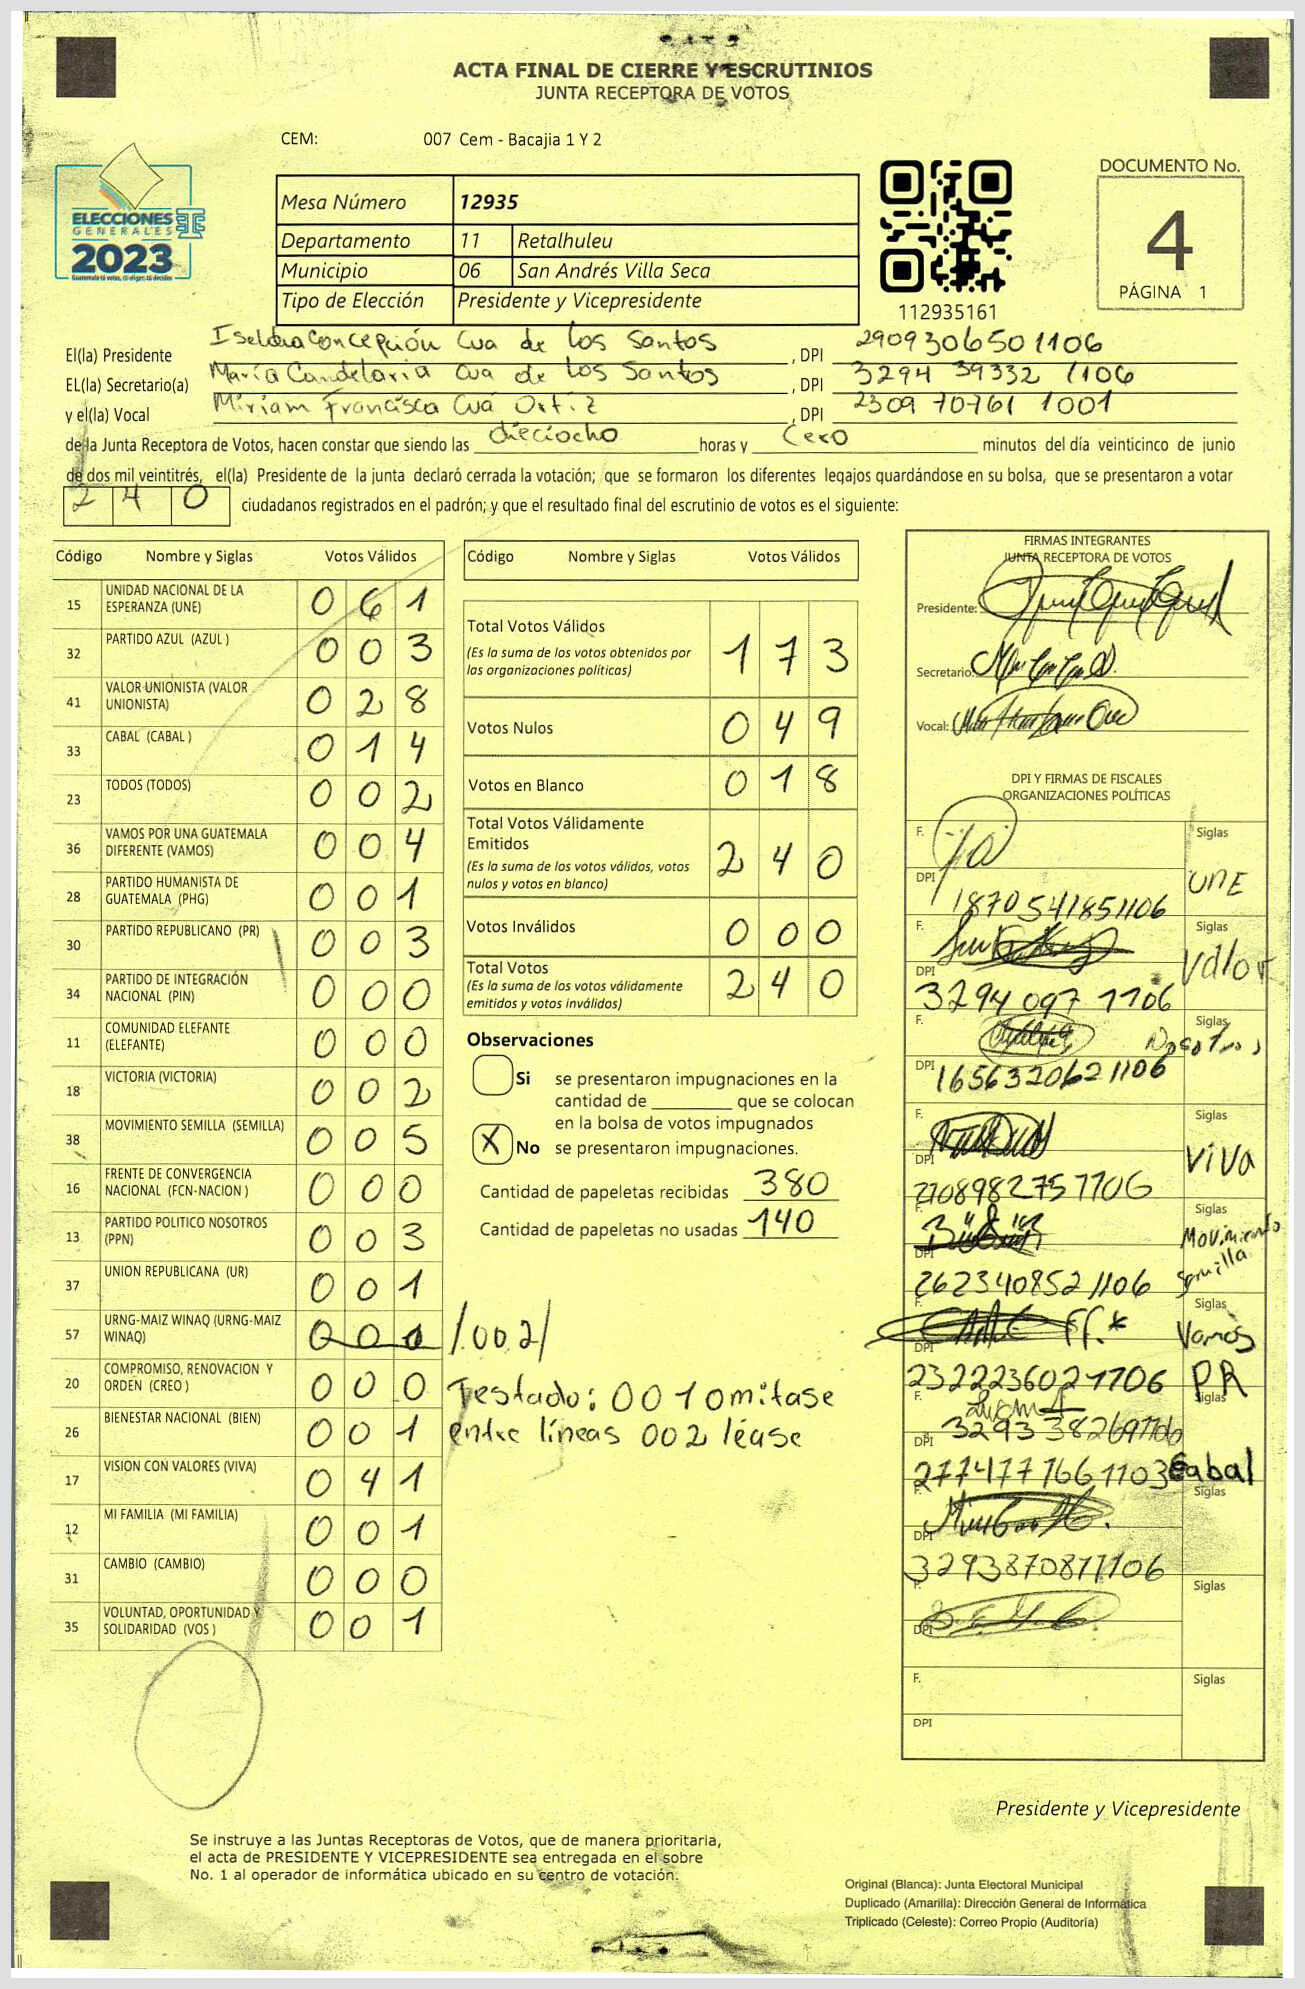 ACTA FINAL DE CIERRE Y ESCRUTINIOS
JUNTA RECEPTORA DE VOTOS
CEM: 007 Cem - Bacajia 1 Y 2
ELECCIONES
GENERALES
2023
Mesa Número 12935
Departamento 11 Retalhuleu
Municipio 06 San Andrés Villa Seca
Tipo de Elección Presidente y Vicepresidente
112935161
DOCUMENTO No.
4
PÁGINA 1
El(la) Presidente Iseldra Concepción Cua de Los Santos , DPI 2909306501106
EL(la) Secretario(a) María Candelaria Cua de Los Santos , DPI 3294 39332 1106
y el(la) Vocal Miriam Francisca Cuá Ortiz , DPI 2309 70761 1001
de la Junta Receptora de Votos, hacen constar que siendo las dieciocho horas y Cero minutos del día veinticinco de junio
de dos mil veintitrés, el(la) Presidente de la junta declaró cerrada la votación; que se formaron los diferentes legajos guardándose en su bolsa, que se presentaron a votar
240 ciudadanos registrados en el padrón; y que el resultado final del escrutinio de votos es el siguiente:
Código Nombre y Siglas Votos Válidos
15 UNIDAD NACIONAL DE LA ESPERANZA (UNE) 0 6 1
32 PARTIDO AZUL (AZUL ) 0 0 3
41 VALOR UNIONISTA (VALOR UNIONISTA) 0 2 8
33 CABAL (CABAL ) 0 1 4
23 TODOS (TODOS) 0 0 2
36 VAMOS POR UNA GUATEMALA DIFERENTE (VAMOS) 0 0 4
28 PARTIDO HUMANISTA DE GUATEMALA (PHG) 0 0 1
30 PARTIDO REPUBLICANO (PR) 0 0 3
34 PARTIDO DE INTEGRACIÓN NACIONAL (PIN) 0 0 0
11 COMUNIDAD ELEFANTE (ELEFANTE) 0 0 0
18 VICTORIA (VICTORIA) 0 0 2
38 MOVIMIENTO SEMILLA (SEMILLA) 0 0 5
16 FRENTE DE CONVERGENCIA NACIONAL (FCN-NACION ) 0 0 0
13 PARTIDO POLITICO NOSOTROS (PPN) 0 0 3
37 UNION REPUBLICANA (UR) 0 0 1
57 URNG-MAIZ WINAQ (URNG-MAIZ WINAQ) 0 0 1 /002/
20 COMPROMISO, RENOVACION Y ORDEN (CREO ) 0 0 0
26 BIENESTAR NACIONAL (BIEN) 0 0 1
17 VISION CON VALORES (VIVA) 0 4 1
12 MI FAMILIA (MI FAMILIA) 0 0 1
31 CAMBIO (CAMBIO) 0 0 0
35 VOLUNTAD, OPORTUNIDAD Y SOLIDARIDAD (VOS ) 0 0 1
Código Nombre y Siglas Votos Válidos
Total Votos Válidos 1 7 3
(Es la suma de los votos obtenidos por
las organizaciones políticas)
Votos Nulos 0 4 9
Votos en Blanco 0 1 8
Total Votos Válidamente
Emitidos 2 4 0
(Es la suma de los votos válidos, votos
nulos y votos en blanco)
Votos Inválidos 0 0 0
Total Votos 2 4 0
(Es la suma de los votos válidamente
emitidos y votos inválidos)
Observaciones
Si se presentaron impugnaciones en la
cantidad de ________ que se colocan
en la bolsa de votos impugnados
X No se presentaron impugnaciones.
Cantidad de papeletas recibidas 380
Cantidad de papeletas no usadas 140
Testado: 001 omitase
entre líneas 002 léase
FIRMAS INTEGRANTES
JUNTA RECEPTORA DE VOTOS
Presidente:
Secretario:
Vocal:
DPI Y FIRMAS DE FISCALES
ORGANIZACIONES POLÍTICAS
F. Siglas UNE
DPI 1870541851106
F. Siglas Valor
DPI 3294 097 1106
F. Siglas Nosotros
DPI 1656320621106
F. Siglas ViVa
DPI 2708982751106
F. Siglas Movimiento Semilla
DPI 2623408521106
F. Siglas Vamos
DPI 2322236021706 PR
F. Siglas
DPI 3293 382691106
2774777661103 Cabal
F. Siglas
DPI 3293870811106
F. Siglas
DPI
F. Siglas
DPI
Presidente y Vicepresidente
Se instruye a las Juntas Receptoras de Votos, que de manera prioritaria,
el acta de PRESIDENTE Y VICEPRESIDENTE sea entregada en el sobre
No. 1 al operador de informática ubicado en su centro de votación.
Original (Blanca): Junta Electoral Municipal
Duplicado (Amarilla): Dirección General de Informática
Triplicado (Celeste): Correo Propio (Auditoría)